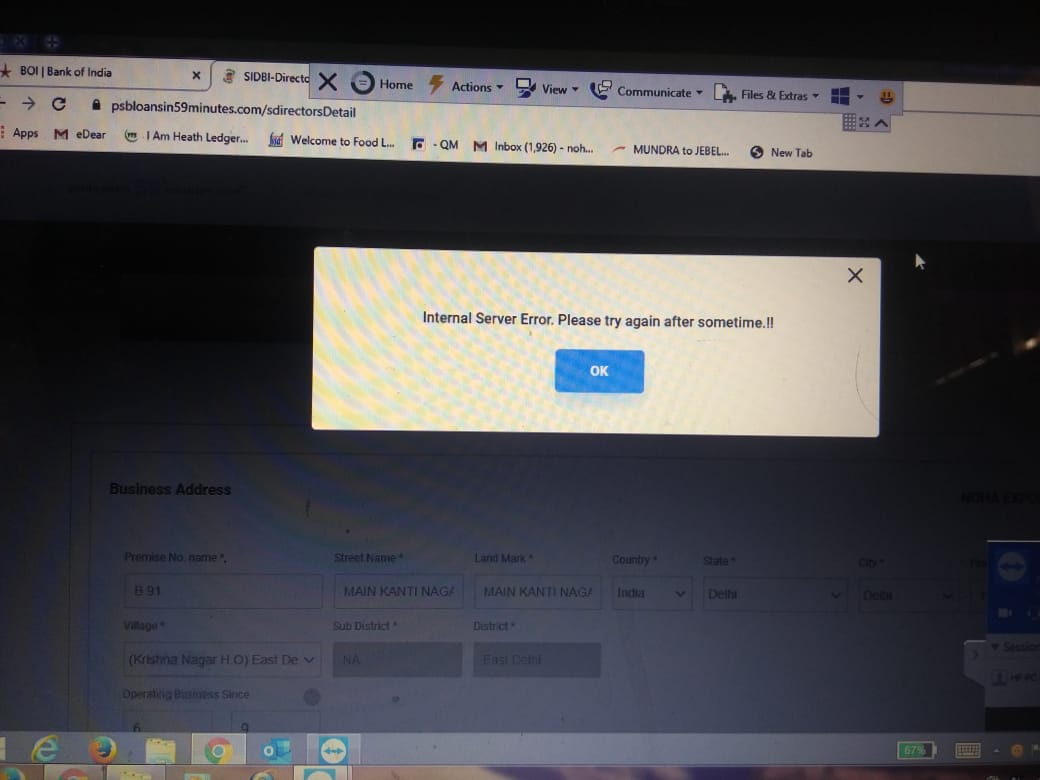 BOI | Bank of India
SIDBI-Directo
Home
Actions
View
Communicate
Files & Extras
psbloansin59minutes.com/sdirectorsDetail
Apps
eDear
I Am Heath Ledger...
Welcome to Food L...
- QM
Inbox (1,926) - noh...
MUNDRA to JEBEL...
New Tab
Internal Server Error. Please try again after sometime.!!
OK
Business Address
NOHA EXPO
Premise No. name *.
Street Name *
Land Mark *
Country *
State *
City *
B 91
MAIN KANTI NAGA
MAIN KANTI NAGA
India
Delhi
Delhi
Village *
Sub District *
District *
(Krishna Nagar H.O) East De
NA
East Delhi
Session
Operating Business Since
6
9
67%